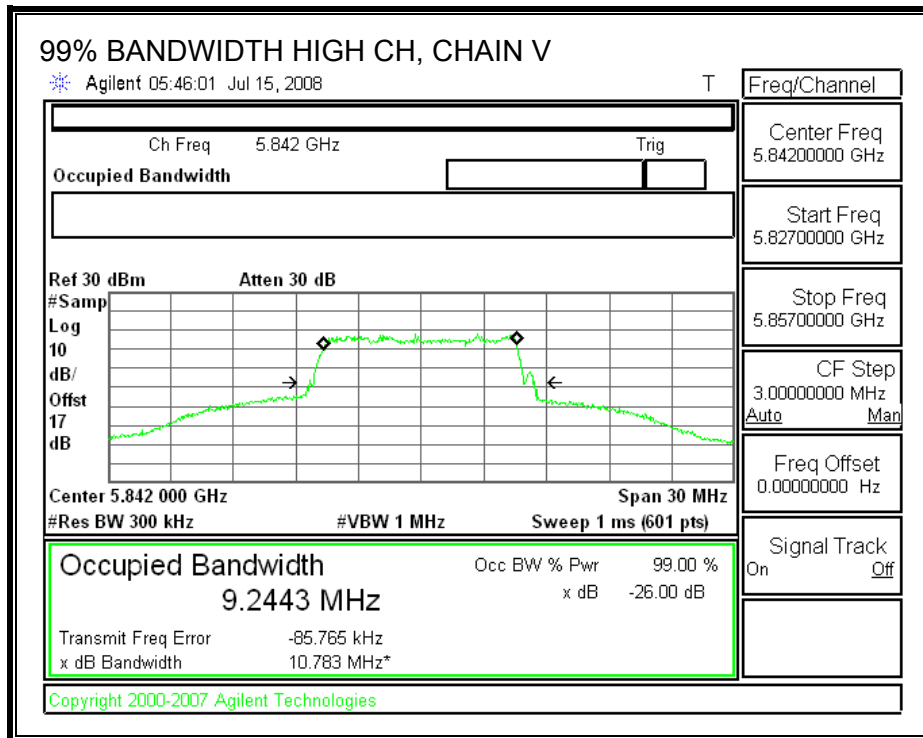 99% BANDWIDTH HIGH CH, CHAIN V
Agilent 05:46:01 Jul 15, 2008 T
Freq/Channel
Ch Freq 5.842 GHz Trig
Occupied Bandwidth
Center Freq
5.84200000 GHz
Start Freq
5.82700000 GHz
Stop Freq
5.85700000 GHz
CF Step
3.00000000 MHz
Auto Man
Freq Offset
0.00000000 Hz
Signal Track
On Off
Ref 30 dBm Atten 30 dB
#Samp
Log
10
dB/
Offst
17
dB
Center 5.842 000 GHz Span 30 MHz
#Res BW 300 kHz #VBW 1 MHz Sweep 1 ms (601 pts)
Occupied Bandwidth
9.2443 MHz
Occ BW % Pwr 99.00 %
x dB -26.00 dB
Transmit Freq Error -85.765 kHz
x dB Bandwidth 10.783 MHz*
Copyright 2000-2007 Agilent Technologies